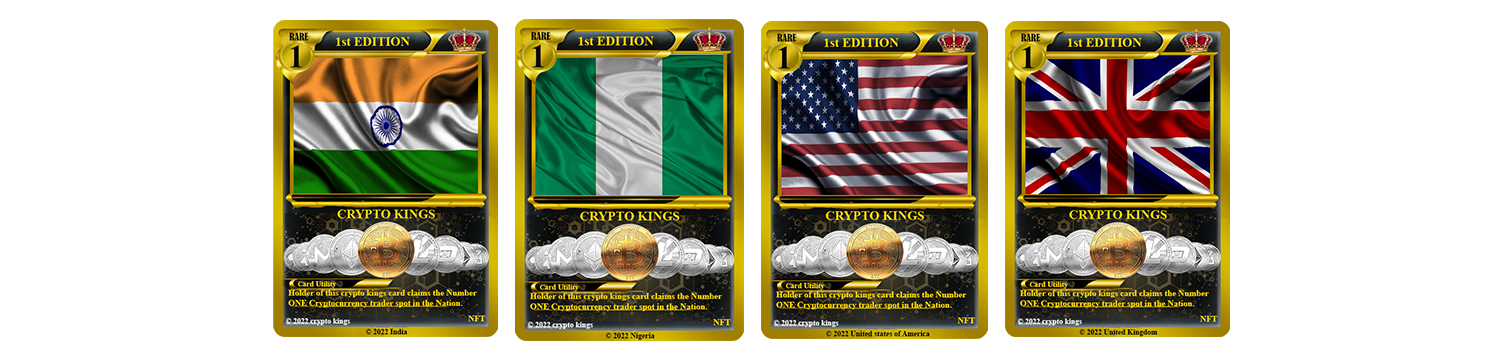 RARE
1
1st EDITION
CRYPTO KINGS
Card Utility
Holder of this crypto kings card claims the Number
ONE Cryptocurrency trader spot in the Nation.
© 2022 crypto kings
NFT
© 2022 India
RARE
1
1st EDITION
CRYPTO KINGS
Card Utility
Holder of this crypto kings card claims the Number
ONE Cryptocurrency trader spot in the Nation.
© 2022 crypto kings
NFT
© 2022 Nigeria
RARE
1
1st EDITION
CRYPTO KINGS
Card Utility
Holder of this crypto kings card claims the Number
ONE Cryptocurrency trader spot in the Nation.
© 2022 crypto kings
NFT
© 2022 United states of America
RARE
1
1st EDITION
CRYPTO KINGS
Card Utility
Holder of this crypto kings card claims the Number
ONE Cryptocurrency trader spot in the Nation.
© 2022 crypto kings
NFT
© 2022 United Kingdom